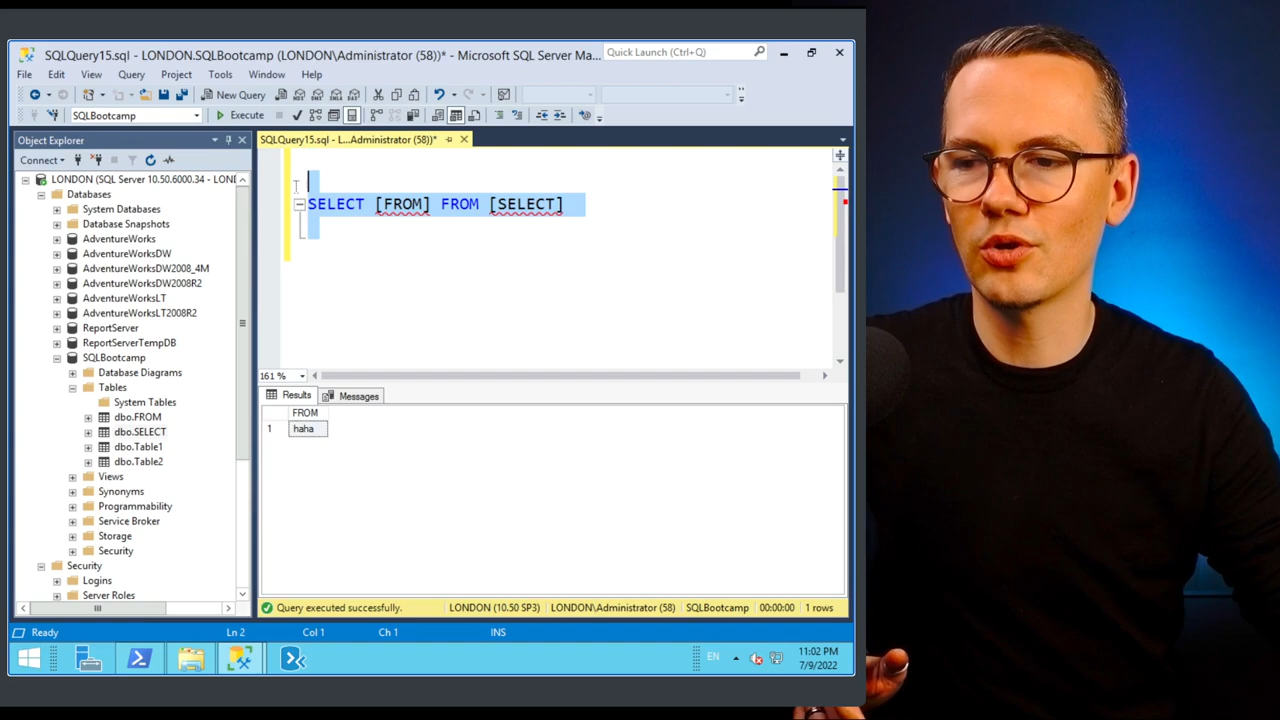 SQLQuery15.sql - LONDON.SQLBootcamp (LONDON\Administrator (58))* - Microsoft SQL Server Ma...
Quick Launch (Ctrl+Q)
File Edit View Query Project Tools Window Help
New Query
SQLBootcamp
Execute
Object Explorer
SQLQuery15.sql - L...Administrator (58))*
Connect
LONDON (SQL Server 10.50.6000.34 - LONI
Databases
System Databases
Database Snapshots
AdventureWorks
AdventureWorksDW
AdventureWorksDW2008_4M
AdventureWorksDW2008R2
AdventureWorksLT
AdventureWorksLT2008R2
ReportServer
ReportServerTempDB
SQLBootcamp
Database Diagrams
Tables
System Tables
dbo.FROM
dbo.SELECT
dbo.Table1
dbo.Table2
Views
Synonyms
Programmability
Service Broker
Storage
Security
Security
Logins
Server Roles
SELECT [FROM] FROM [SELECT]
161 %
Results Messages
FROM
1 haha
Query executed successfully. LONDON (10.50 SP3) LONDON\Administrator (58) SQLBootcamp 00:00:00 1 rows
Ready Ln 2 Col 1 Ch 1 INS
EN
11:02 PM
7/9/2022